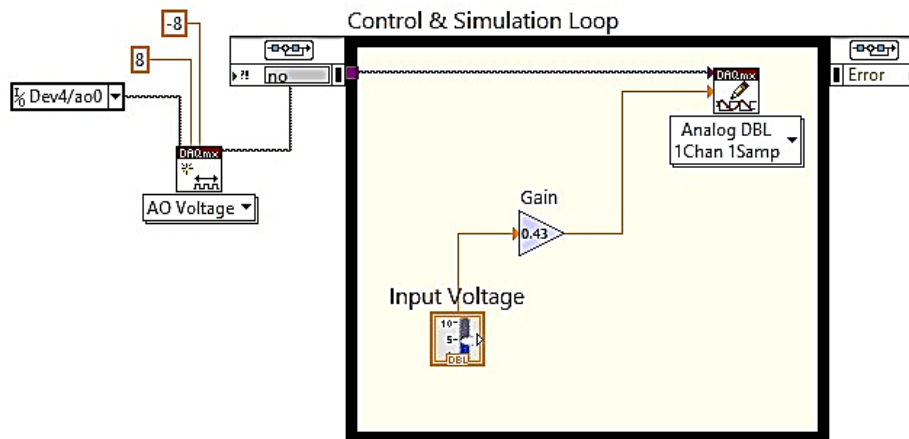 Control & Simulation Loop
-8
8
I/O Dev4/ao0
?!
no
Error
DAQmx
AO Voltage
DAQmx
Analog DBL
1Chan 1Samp
Gain
0.43
Input Voltage
10
5
DBL